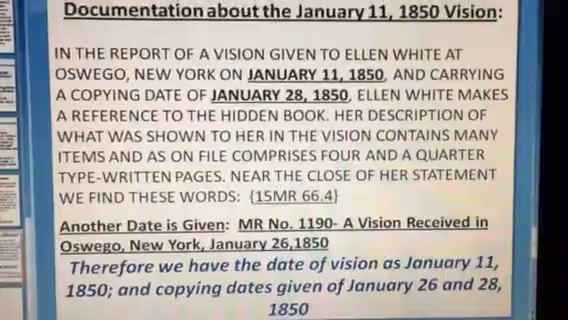 Documentation about the January 11, 1850 Vision:
IN THE REPORT OF A VISION GIVEN TO ELLEN WHITE AT
OSWEGO, NEW YORK ON JANUARY 11, 1850, AND CARRYING
A COPYING DATE OF JANUARY 28, 1850, ELLEN WHITE MAKES
A REFERENCE TO THE HIDDEN BOOK. HER DESCRIPTION OF
WHAT WAS SHOWN TO HER IN THE VISION CONTAINS MANY
ITEMS AND AS ON FILE COMPRISES FOUR AND A QUARTER
TYPE-WRITTEN PAGES. NEAR THE CLOSE OF HER STATEMENT
WE FIND THESE WORDS: {15MR 66.4}
Another Date is Given: MR No. 1190- A Vision Received in
Oswego, New York, January 26,1850
Therefore we have the date of vision as January 11,
1850; and copying dates given of January 26 and 28,
1850